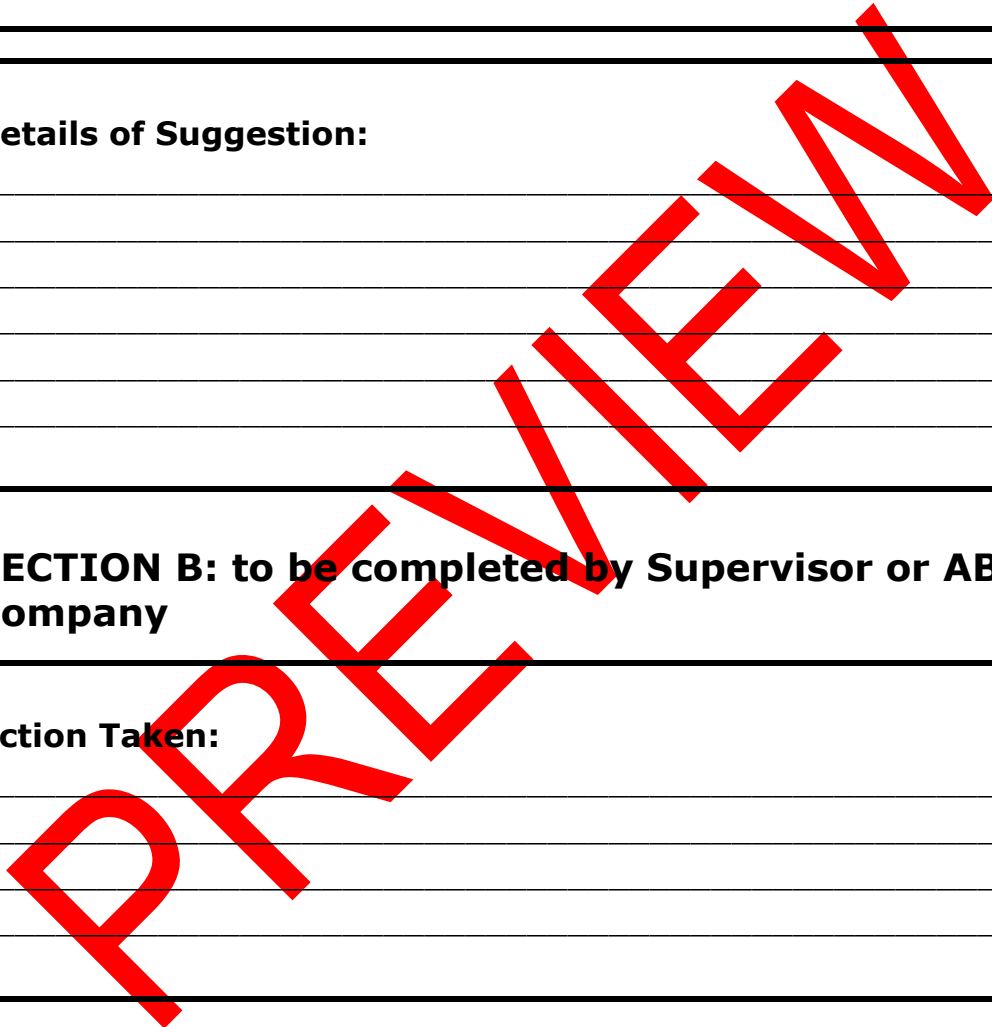 etails of Suggestion:
ECTION B: to be completed by Supervisor or AB
ompany
ction Taken:
PREVIEW